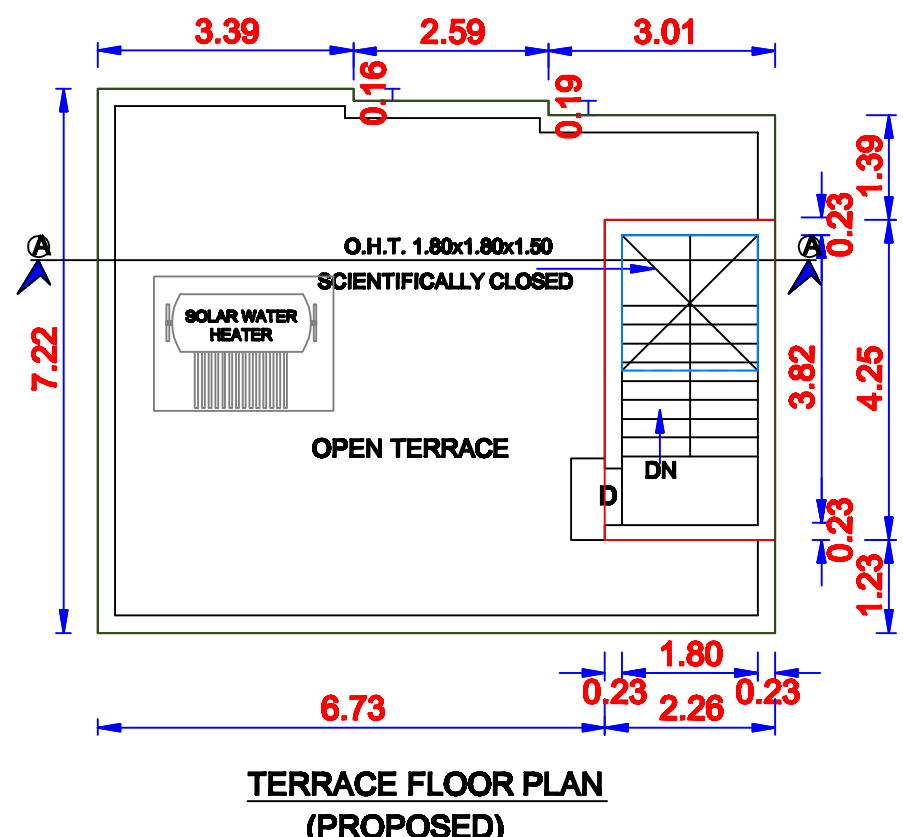 3.39
2.59
3.01
0.16
0.19
1.39
0.23
A
O.H.T. 1.80x1.80x1.50
A
SCIENTIFICALLY CLOSED
SOLAR WATER
HEATER
7.22
3.82
4.25
OPEN TERRACE
DN
D
0.23
1.23
1.80
0.23
0.23
6.73
2.26
TERRACE FLOOR PLAN
(PROPOSED)